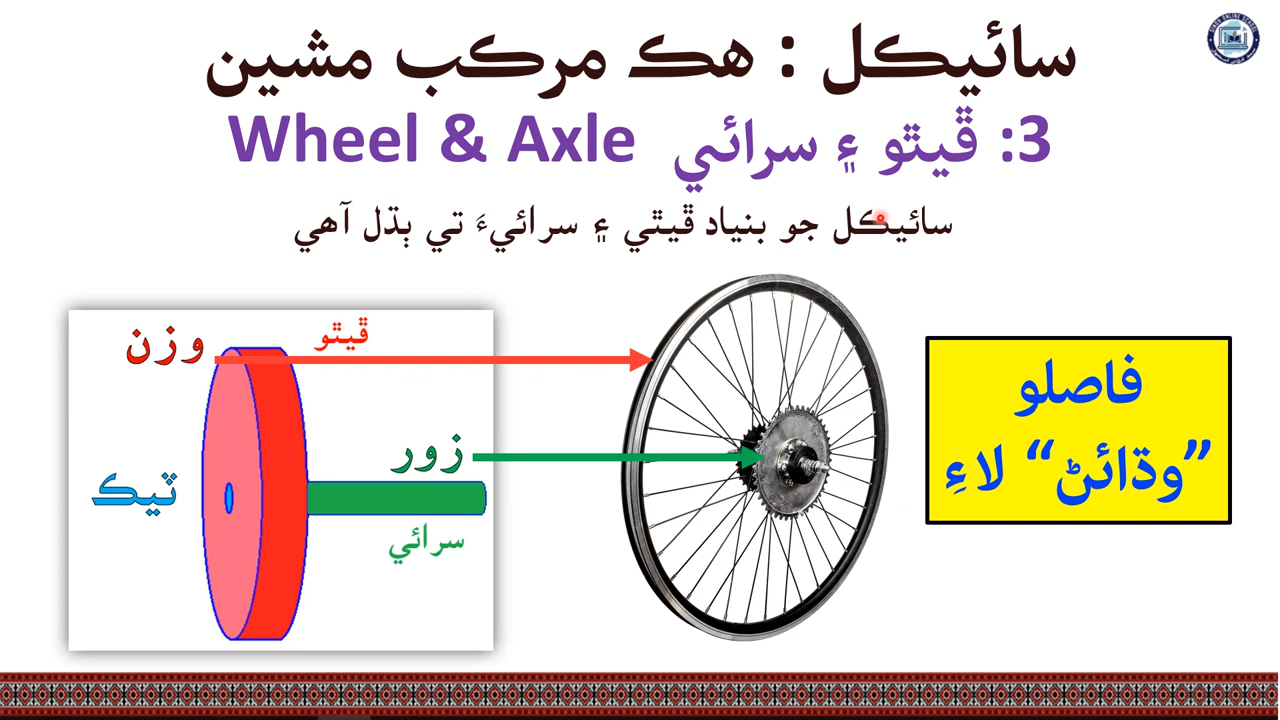 سائيڪل : هڪ مرڪب مشين
3: ڦيٿو ۽ سرائي Wheel & Axle
سائيڪل جو بنياد ڦيٿي ۽ سرائيءَ تي ٻڌل آهي
وزن
ڦيٿو
زور
ٽيڪ
سرائي
فاصلو
”وڌائڻ“ لاءِ